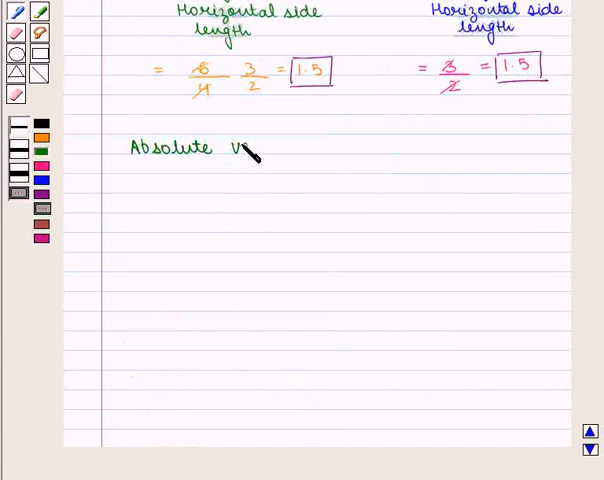 Horizontal side Horizontal side
length length
= 6/4 3/2 = 1.5 = 3/2 = 1.5
Absolute